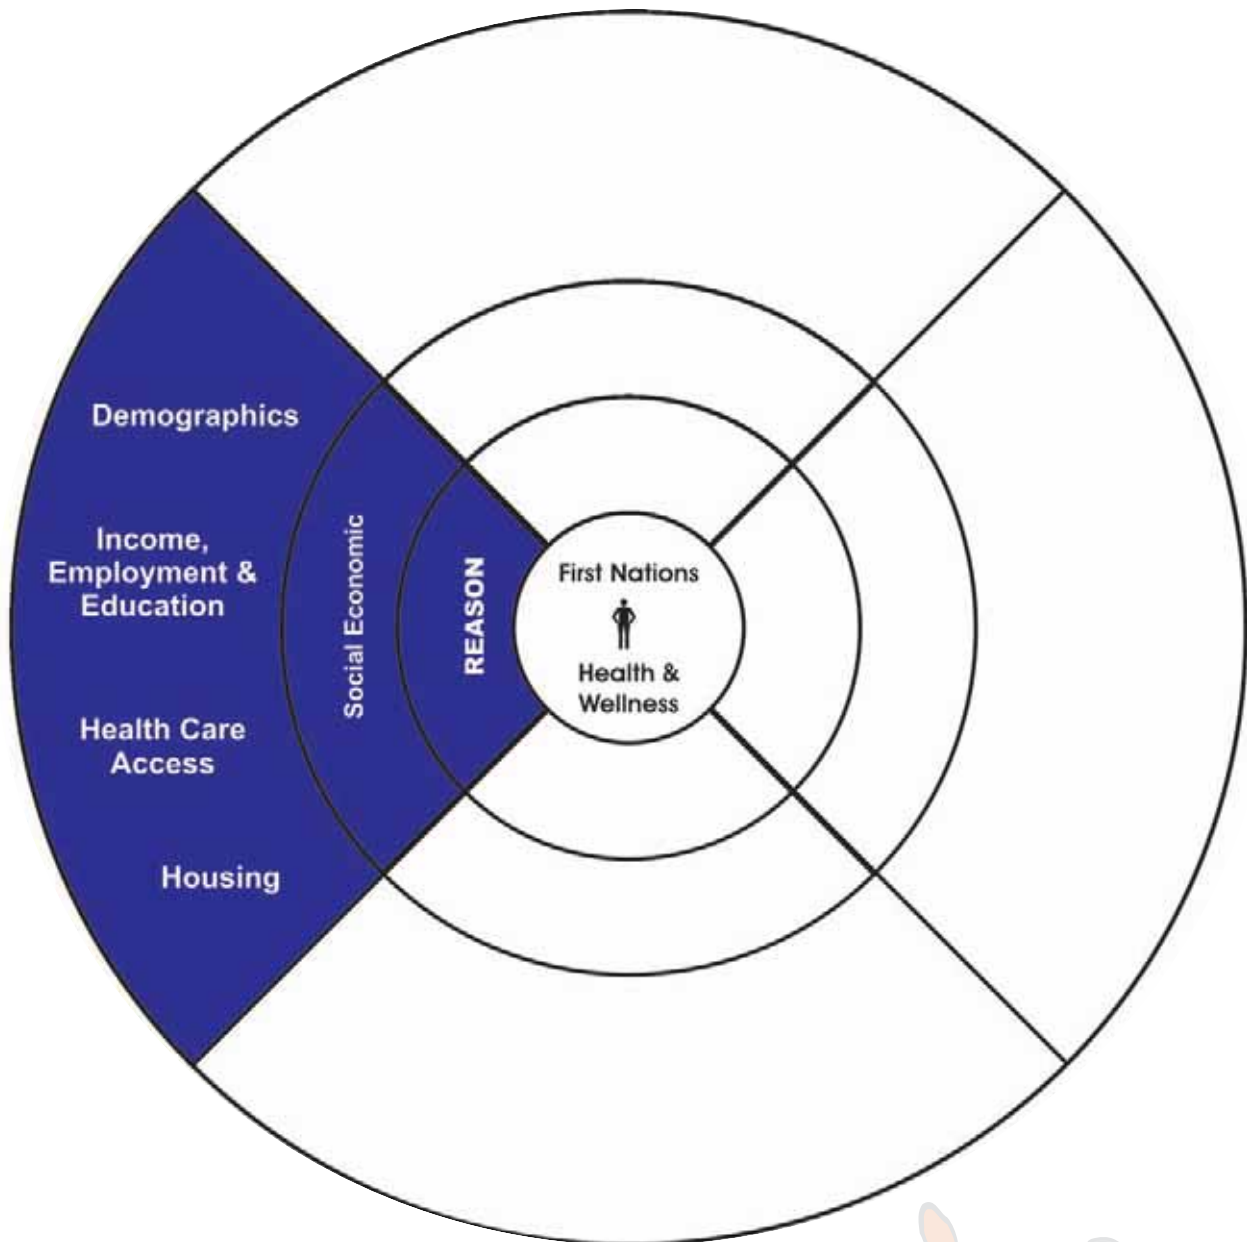 Demographics
Income,
Employment &
Education
Health Care
Access
Housing
Social Economic
REASON
First Nations
Health &
Wellness